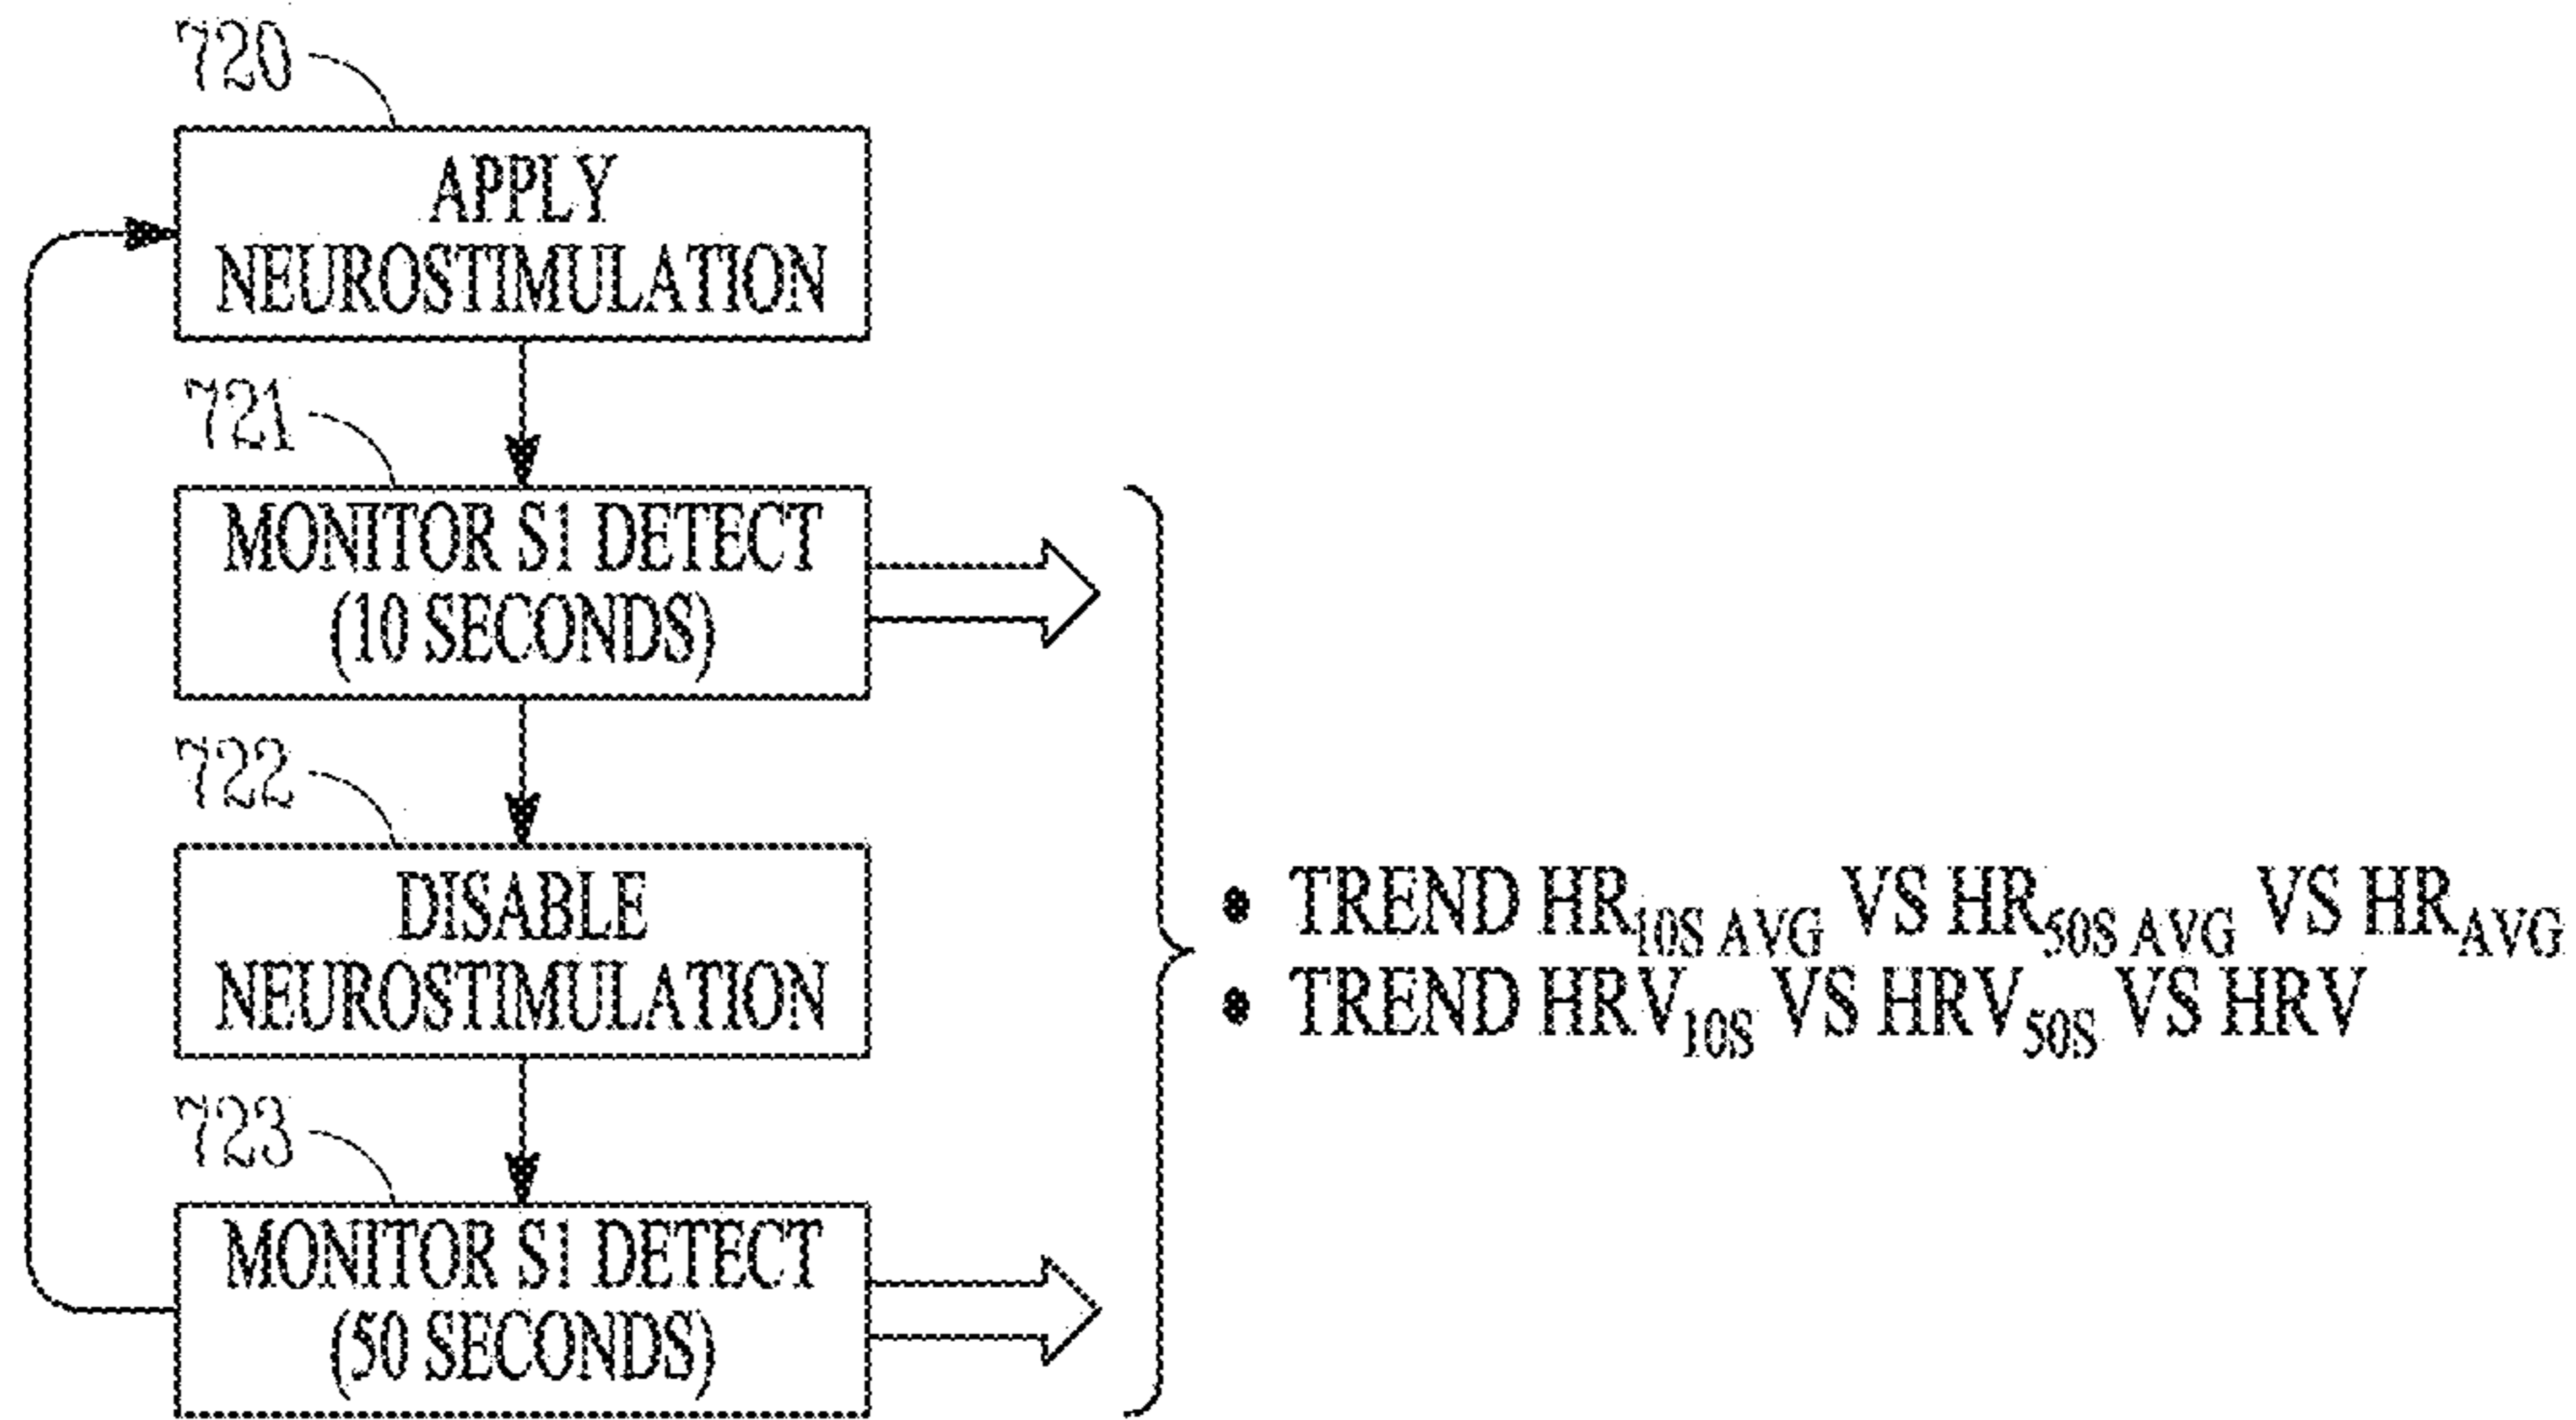 720
APPLY
NEUROSTIMULATION
721
MONITOR S1 DETECT
(10 SECONDS)
722
DISABLE
NEUROSTIMULATION
723
MONITOR S1 DETECT
(50 SECONDS)
• TREND HR10S AVG VS HR50S AVG VS HRAVG
• TREND HRV10S VS HRV50S VS HRV